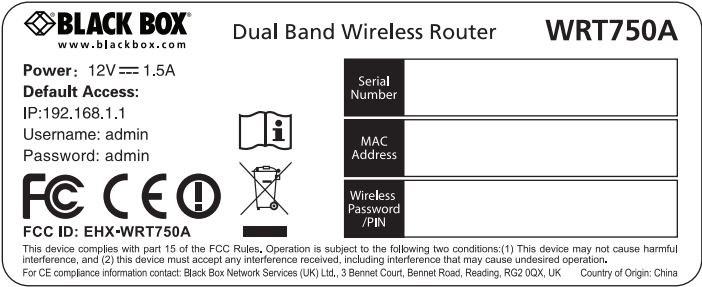 BLACK BOX®
www.blackbox.com
Dual Band Wireless Router
WRT750A
Power: 12V⎓1.5A
Default Access:
IP:192.168.1.1
Username: admin
Password: admin
Serial
Number
MAC
Address
Wireless
Password
/PIN
FC CE
FCC ID: EHX-WRT750A
This device complies with part 15 of the FCC Rules. Operation is subject to the following two conditions:(1) This device may not cause harmful
interference, and (2) this device must accept any interference received, including interference that may cause undesired operation.
For CE compliance information contact: Black Box Network Services (UK) Ltd., 3 Bennet Court, Bennet Road, Reading, RG2 0QX, UK Country of Origin: China